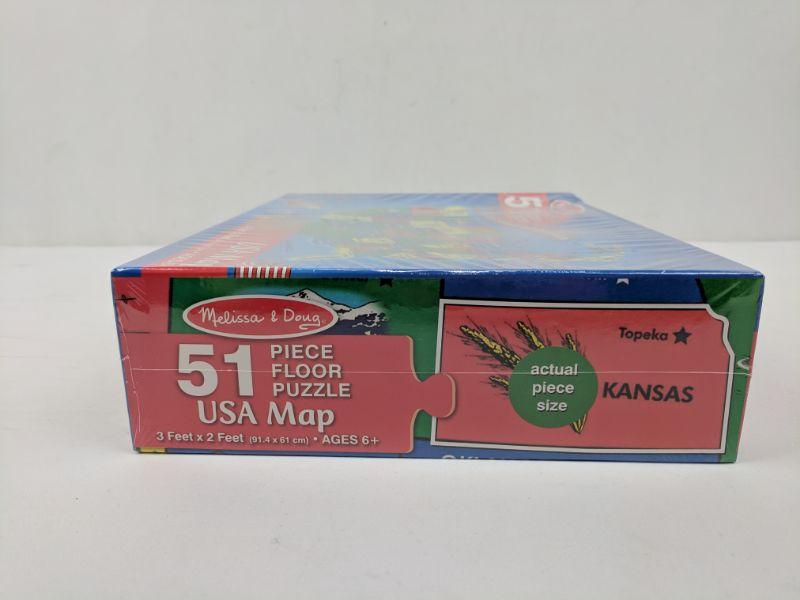 5
Melissa & Doug
51 PIECE
FLOOR
PUZZLE
USA Map
3 Feet x 2 Feet (91.4 x 61 cm) • AGES 6+
Topeka
KANSAS
actual
piece
size